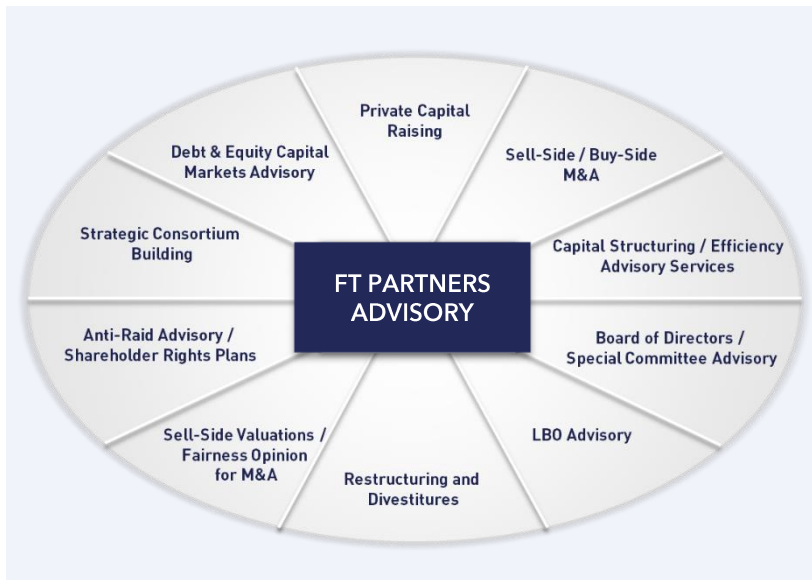 Private Capital
Raising
Sell-Side / Buy-Side
M&A
Capital Structuring / Efficiency
Advisory Services
Board of Directors /
Special Committee Advisory
LBO Advisory
Restructuring and
Divestitures
Sell-Side Valuations /
Fairness Opinion
for M&A
Anti-Raid Advisory /
Shareholder Rights Plans
Strategic Consortium
Building
Debt & Equity Capital
Markets Advisory
FT PARTNERS
ADVISORY